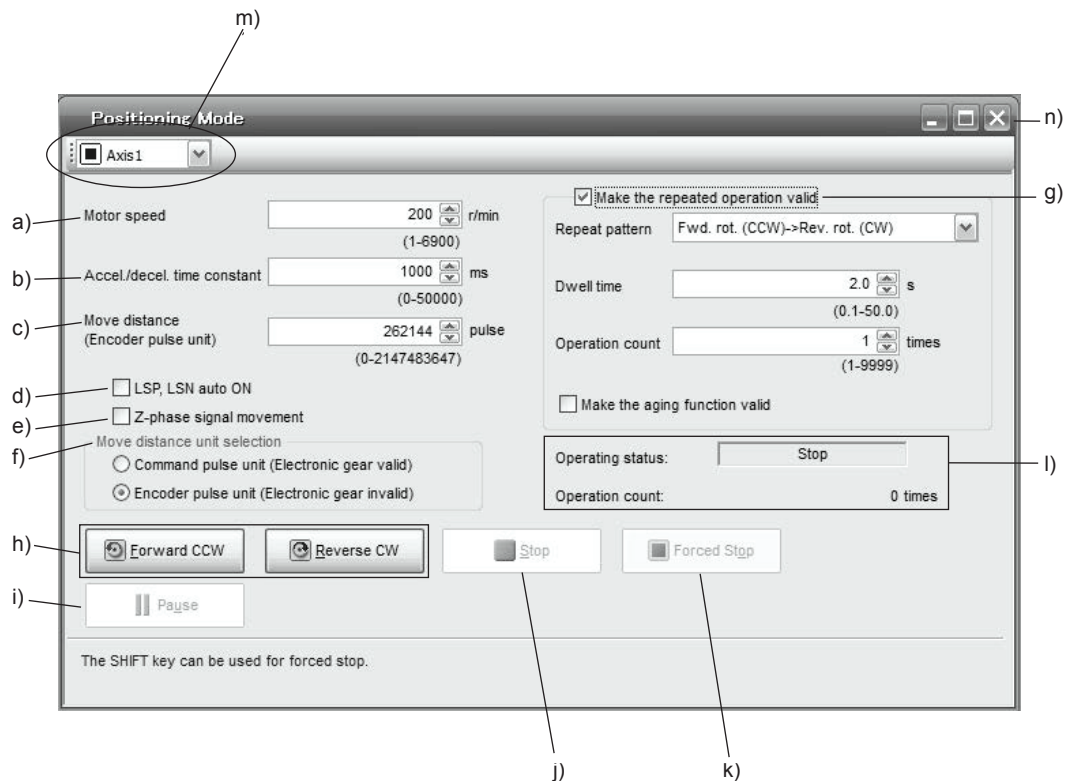 m)
Positioning Mode
n)
Axis1
a)
Motor speed
200
r/min
(1-6900)
b)
Accel./decel. time constant
1000
ms
(0-50000)
c)
Move distance
(Encoder pulse unit)
262144
pulse
(0-2147483647)
d)
LSP, LSN auto ON
e)
Z-phase signal movement
f)
Move distance unit selection
Command pulse unit (Electronic gear valid)
Encoder pulse unit (Electronic gear invalid)
g)
Make the repeated operation valid
Repeat pattern
Fwd. rot. (CCW)->Rev. rot. (CW)
Dwell time
2.0
s
(0.1-50.0)
Operation count
1
times
(1-9999)
Make the aging function valid
Operating status:
Stop
l)
Operation count:
0 times
h)
Forward CCW
Reverse CW
Stop
Forced Stop
i)
Pause
The SHIFT key can be used for forced stop.
j)
k)